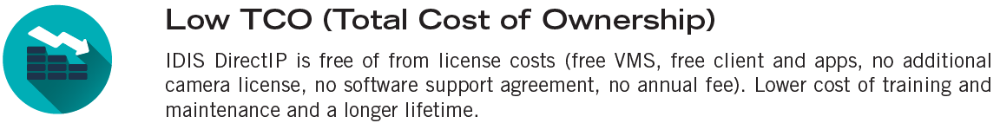 Low TCO (Total Cost of Ownership)
IDIS DirectIP is free of from license costs (free VMS, free client and apps, no additional
camera license, no software support agreement, no annual fee). Lower cost of training and
maintenance and a longer lifetime.